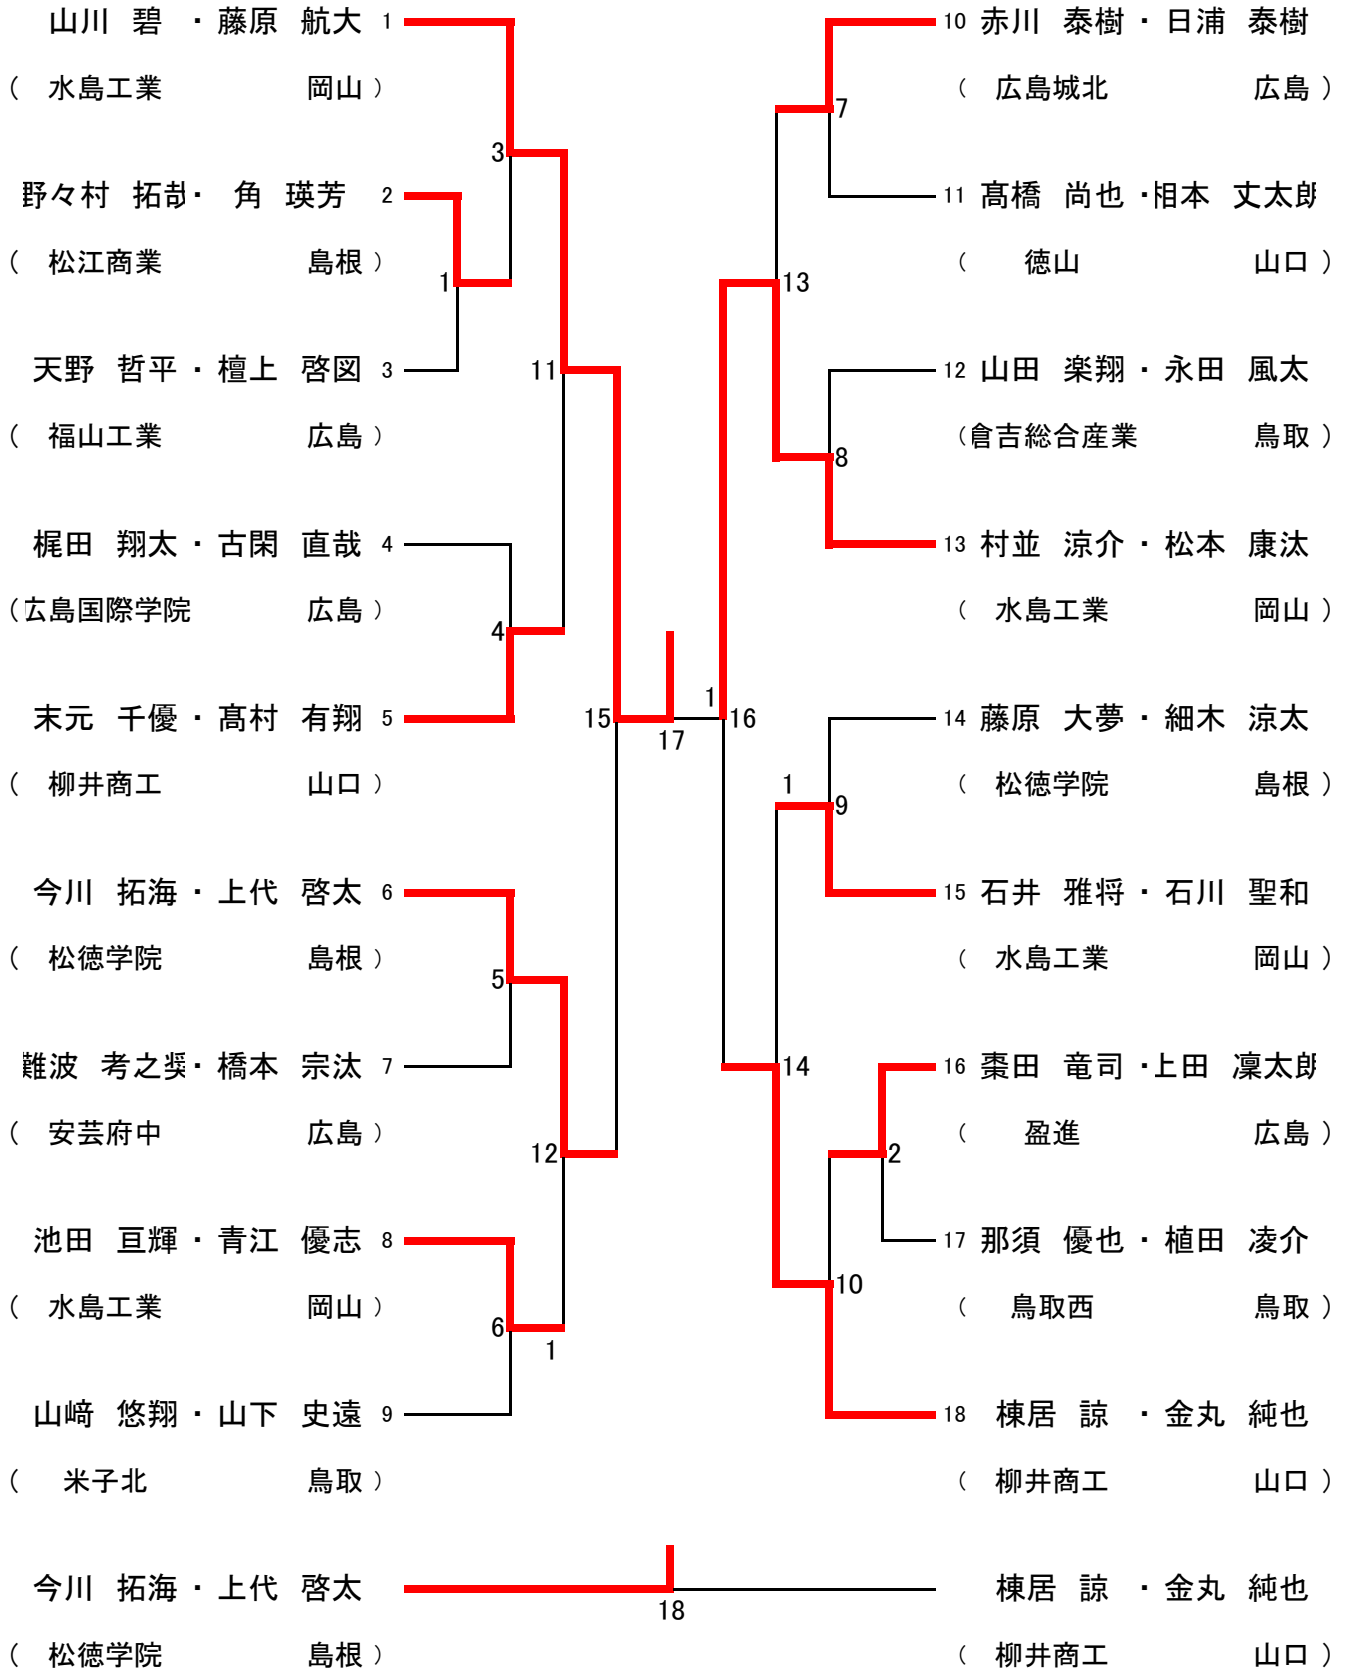 山川 碧 ・ 藤原 航大 1
( 水島工業 岡山 )
3
野々村 拓哉 ・ 角 瑛芳 2
( 松江商業 島根 )
1
天野 哲平 ・ 檀上 啓図 3
11
( 福山工業 広島 )
梶田 翔太 ・ 古閑 直哉 4
( 広島国際学院 広島 )
4
末元 千優 ・ 髙村 有翔 5
( 柳井商工 山口 )
15
17
今川 拓海 ・ 上代 啓太 6
( 松徳学院 島根 )
5
難波 考之奨 ・ 橋本 宗汰 7
( 安芸府中 広島 )
12
池田 亘輝 ・ 青江 優志 8
( 水島工業 岡山 )
6
1
山﨑 悠翔 ・ 山下 史遠 9
( 米子北 鳥取 )
10 赤川 泰樹 ・ 日浦 泰樹
( 広島城北 広島 )
7
11 髙橋 尚也 ・ 相本 丈太朗
( 徳山 山口 )
13
12 山田 楽翔 ・ 永田 風太
( 倉吉総合産業 鳥取 )
8
13 村並 涼介 ・ 松本 康汰
( 水島工業 岡山 )
1
16
14 藤原 大夢 ・ 細木 涼太
( 松徳学院 島根 )
1
9
15 石井 雅将 ・ 石川 聖和
( 水島工業 岡山 )
14
16 棗田 竜司 ・ 上田 凜太朗
( 盈進 広島 )
2
17 那須 優也 ・ 植田 凌介
( 鳥取西 鳥取 )
10
18 棟居 諒 ・ 金丸 純也
( 柳井商工 山口 )
今川 拓海 ・ 上代 啓太
( 松徳学院 島根 )
18
棟居 諒 ・ 金丸 純也
( 柳井商工 山口 )